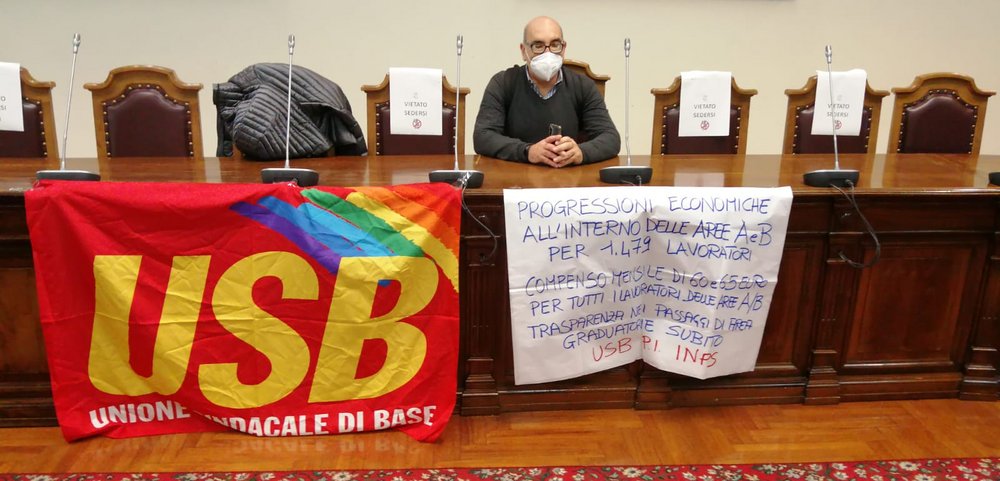 VIETATO
SEDERSI
VIETATO
SEDERSI
VIETATO
SEDERSI
VIETATO
SEDERSI
USB
UNIONE SINDACALE DI BASE
PROGRESSIONI ECONOMICHE
ALL'INTERNO DELLE AREE A e B
PER 1.479 LAVORATORI
COMPENSO MENSILE DI 60 e 65 EUR
PER TUTTI I LAVORATORI DELLE AREE A/B
TRASPARENZA NEI PASSAGGI DI AREA
GRADUATORIE SUBITO
USB P.I. INPS